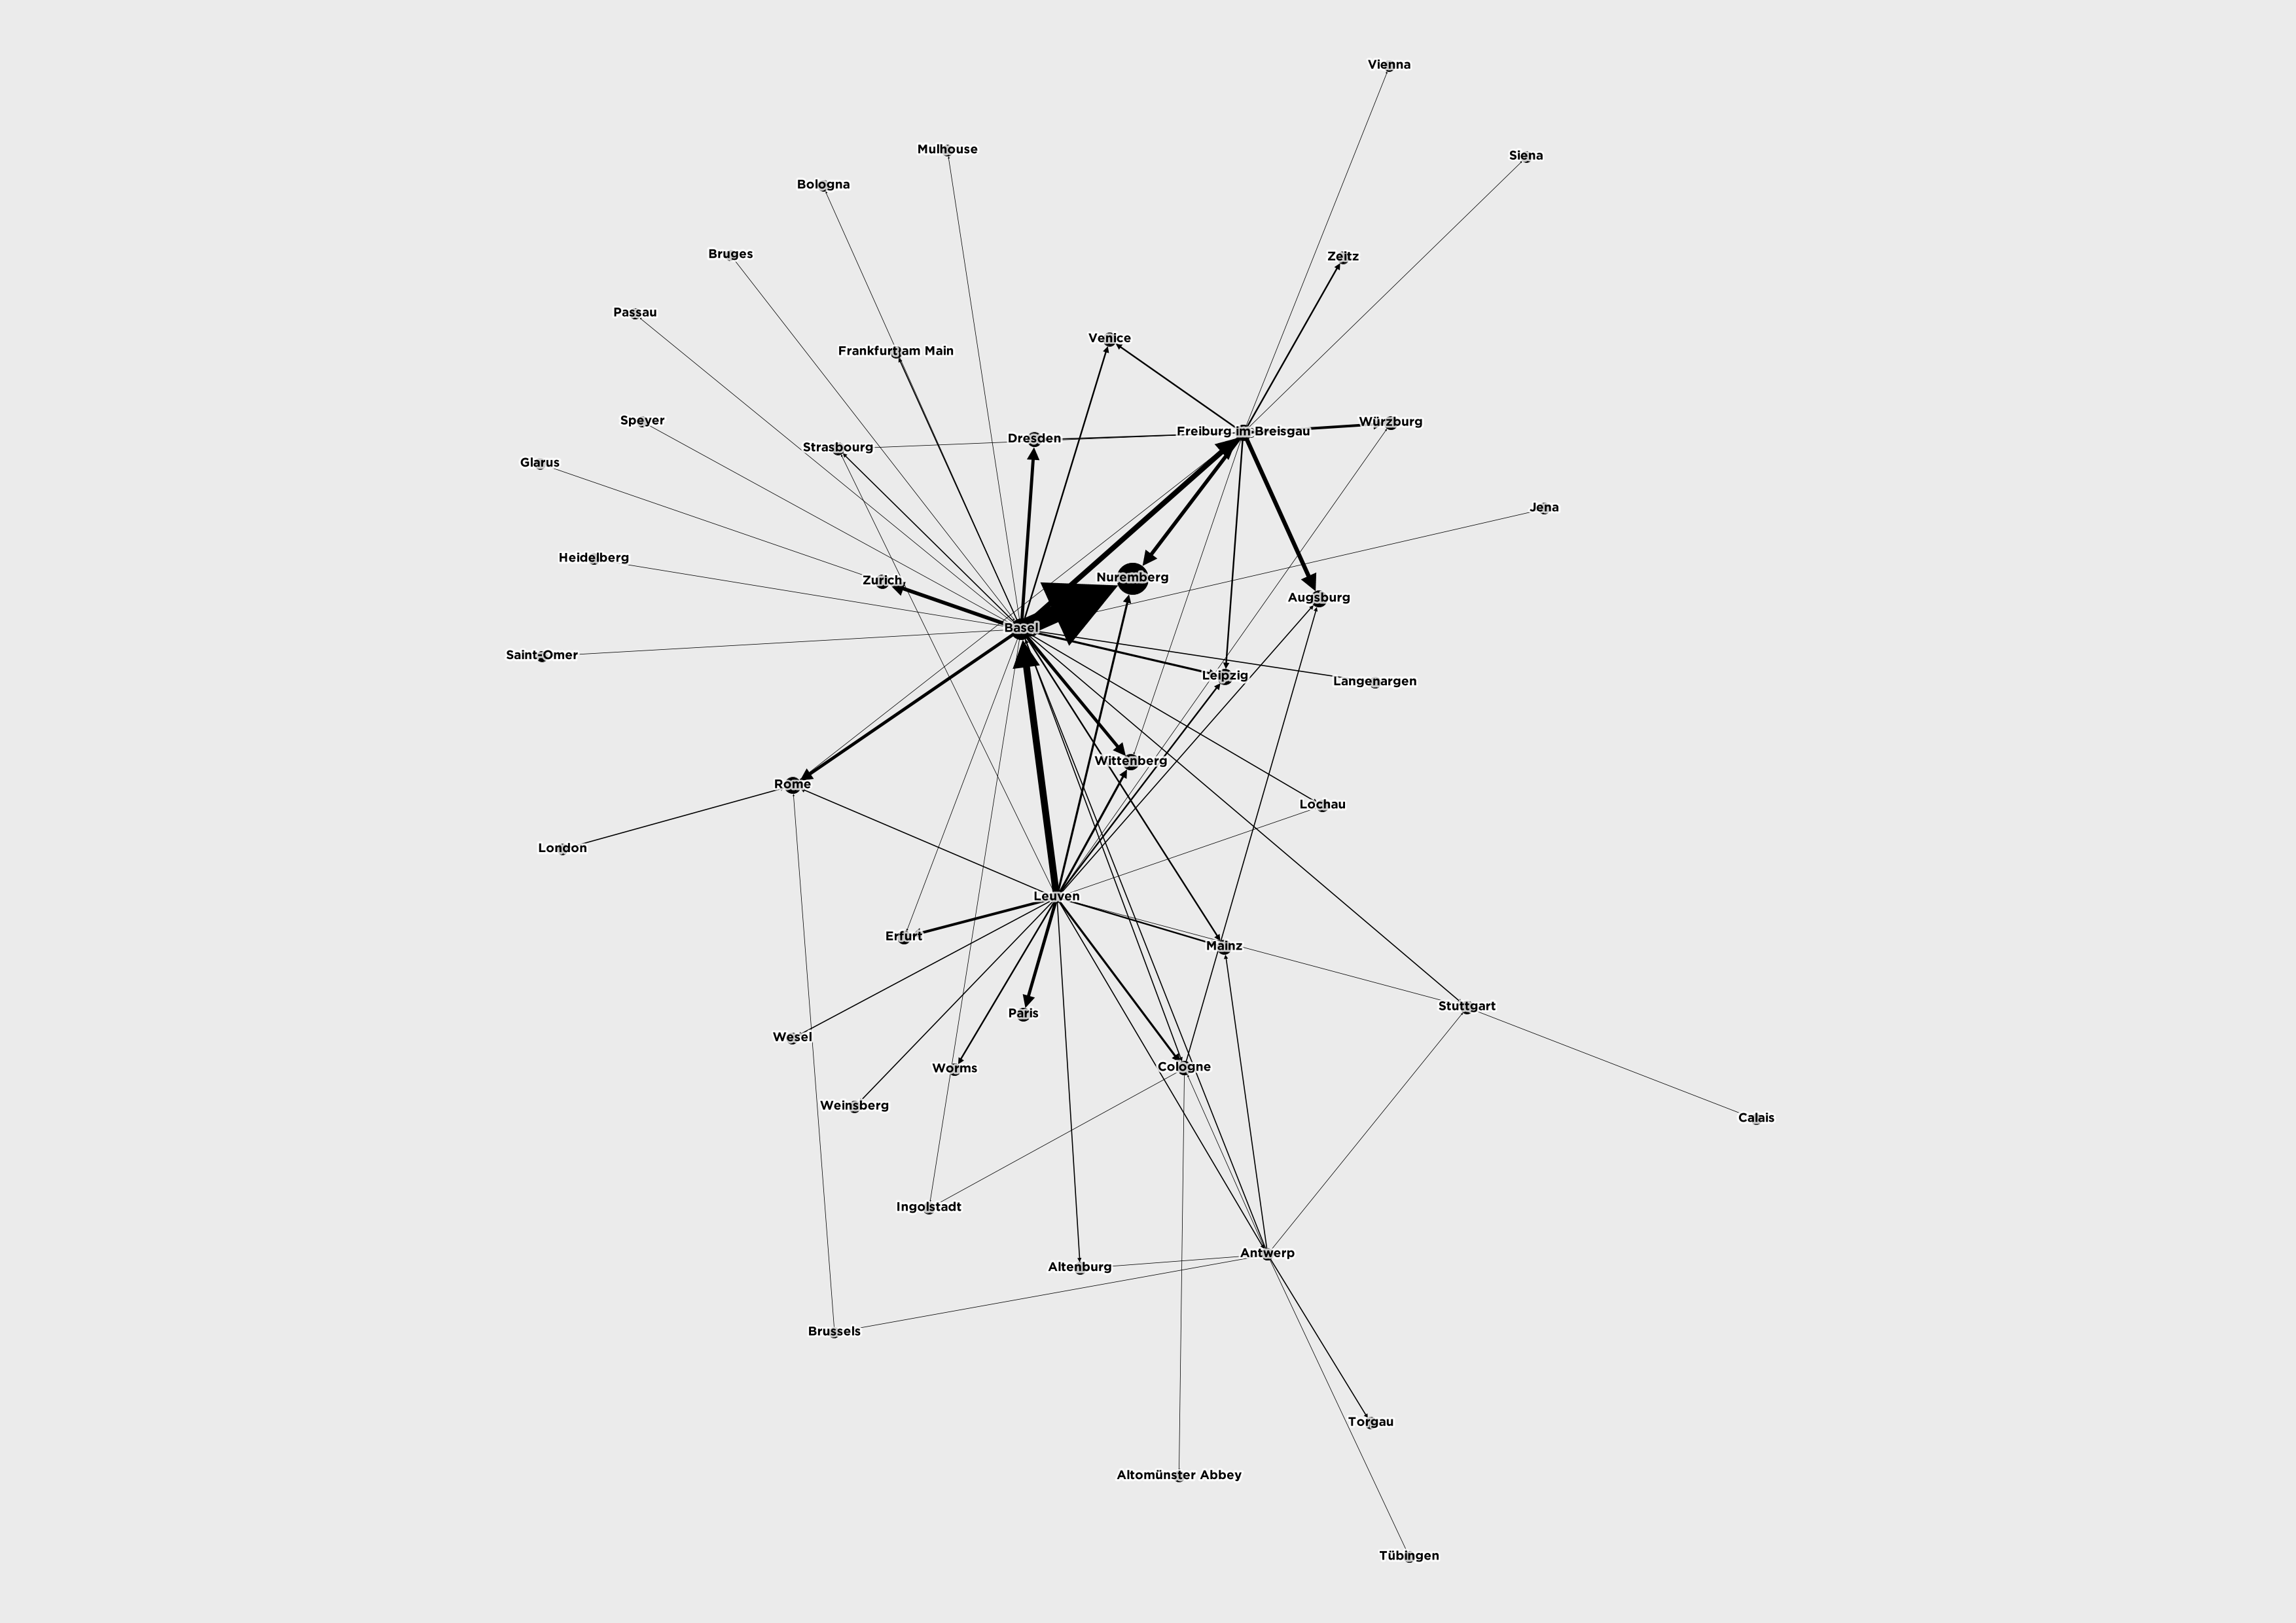 Vienna
Mulhouse
Siena
Bologna
Bruges
Zeitz
Passau
Venice
Frankfurt am Main
Speyer
Würzburg
Freiburg im Breisgau
Dresden
Strasbourg
Glarus
Jena
Heidelberg
Nuremberg
Zurich
Augsburg
Basel
Saint-Omer
Leipzig
Langenargen
Wittenberg
Rome
Lochau
London
Leuven
Erfurt
Mainz
Stuttgart
Paris
Wesel
Cologne
Worms
Weinsberg
Calais
Ingolstadt
Antwerp
Altenburg
Brussels
Torgau
Altomünster Abbey
Tübingen